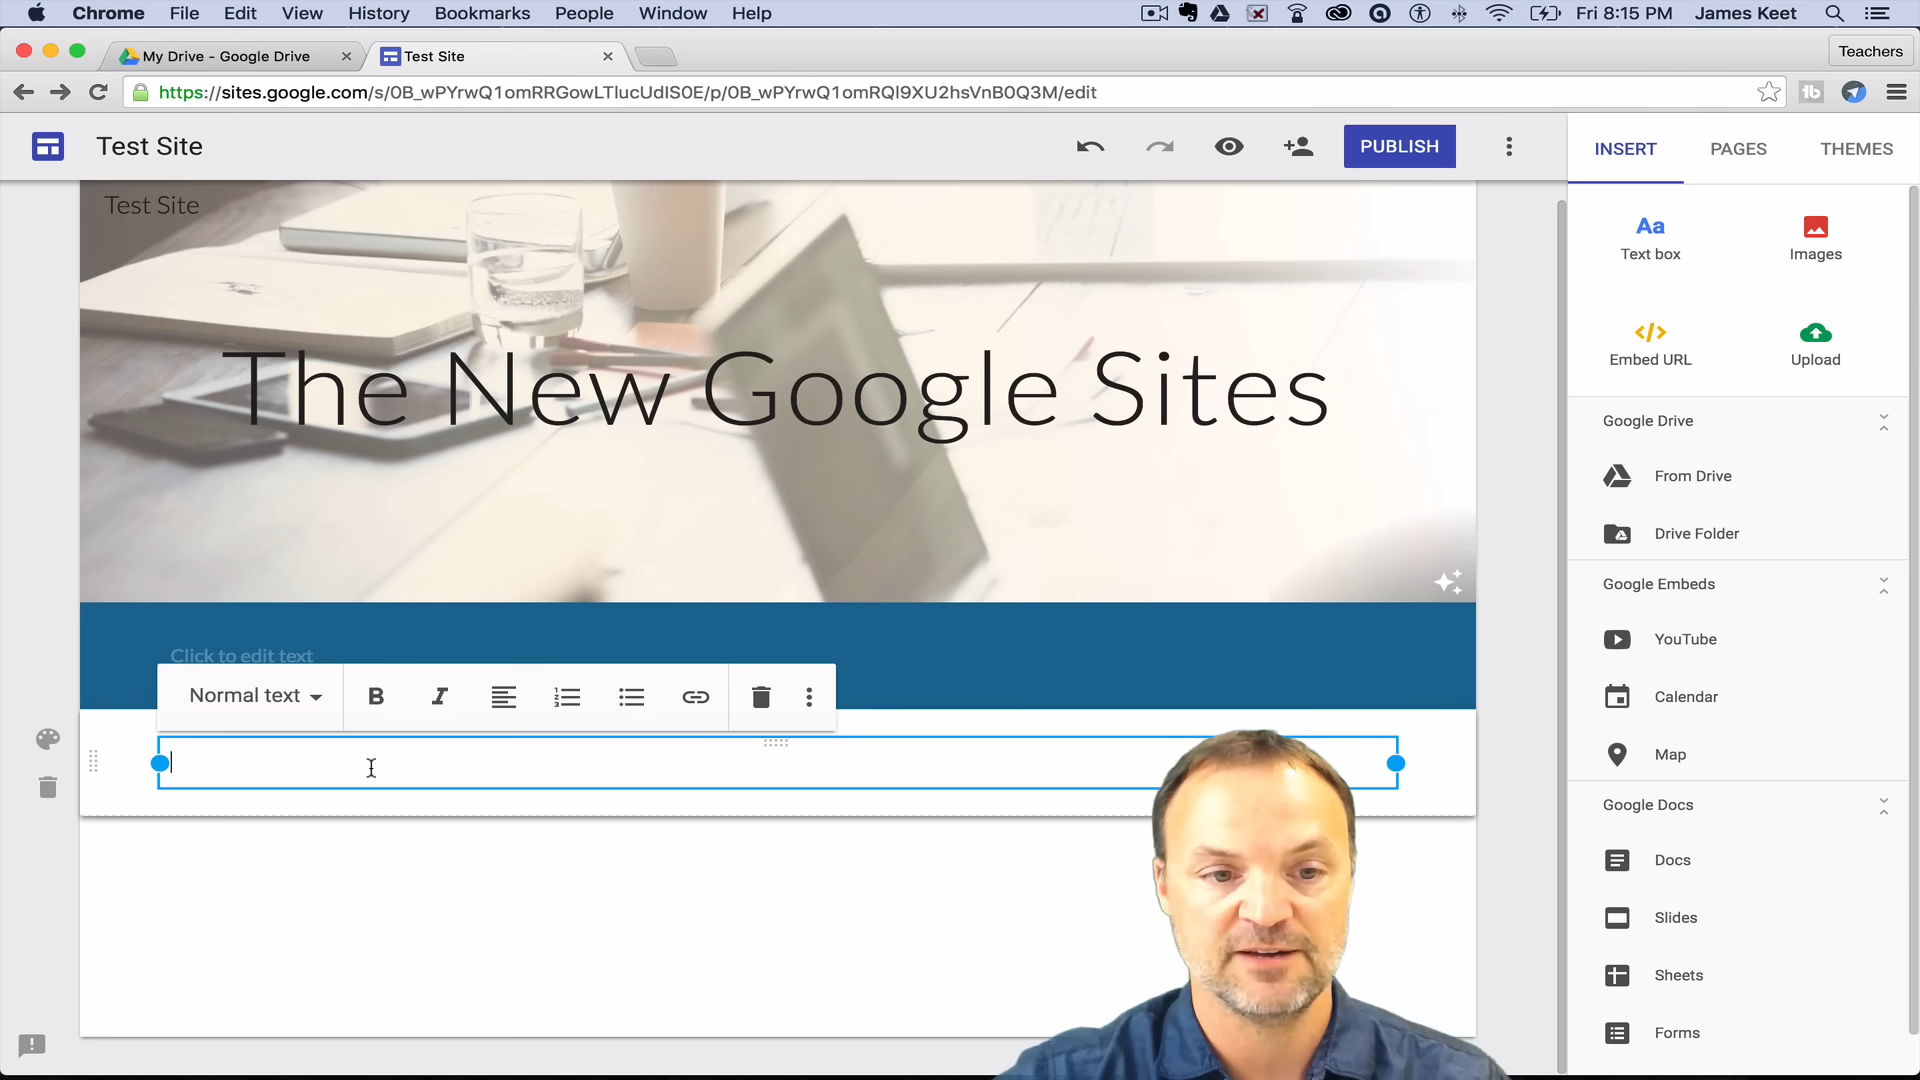 Chrome File Edit View History Bookmarks People Window Help Fri 8:15 PM James Keet
My Drive - Google Drive Test Site Teachers
https://sites.google.com/s/0B_wPYrwQ1omRRGowLTlucUdIS0E/p/0B_wPYrwQ1omRQl9XU2hsVnB0Q3M/edit
Test Site PUBLISH INSERT PAGES THEMES
Test Site
The New Google Sites
Click to edit text
Normal text B I
Aa
Text box Images
Embed URL Upload
Google Drive
From Drive
Drive Folder
Google Embeds
YouTube
Calendar
Map
Google Docs
Docs
Slides
Sheets
Forms